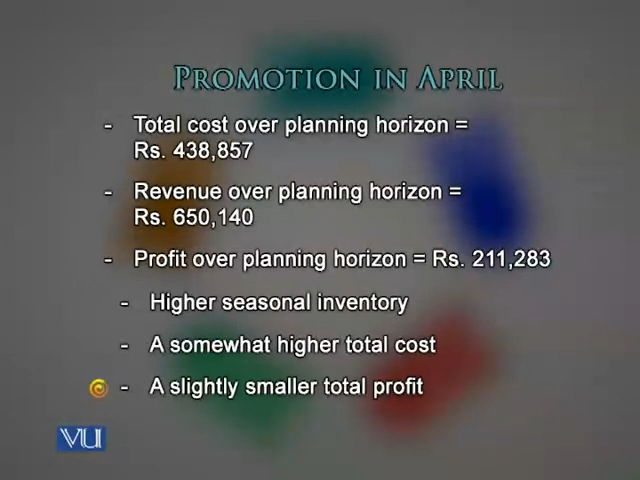 PROMOTION IN APRIL
- Total cost over planning horizon =
Rs. 438,857
- Revenue over planning horizon =
Rs. 650,140
- Profit over planning horizon = Rs. 211,283
- Higher seasonal inventory
- A somewhat higher total cost
- A slightly smaller total profit
VU